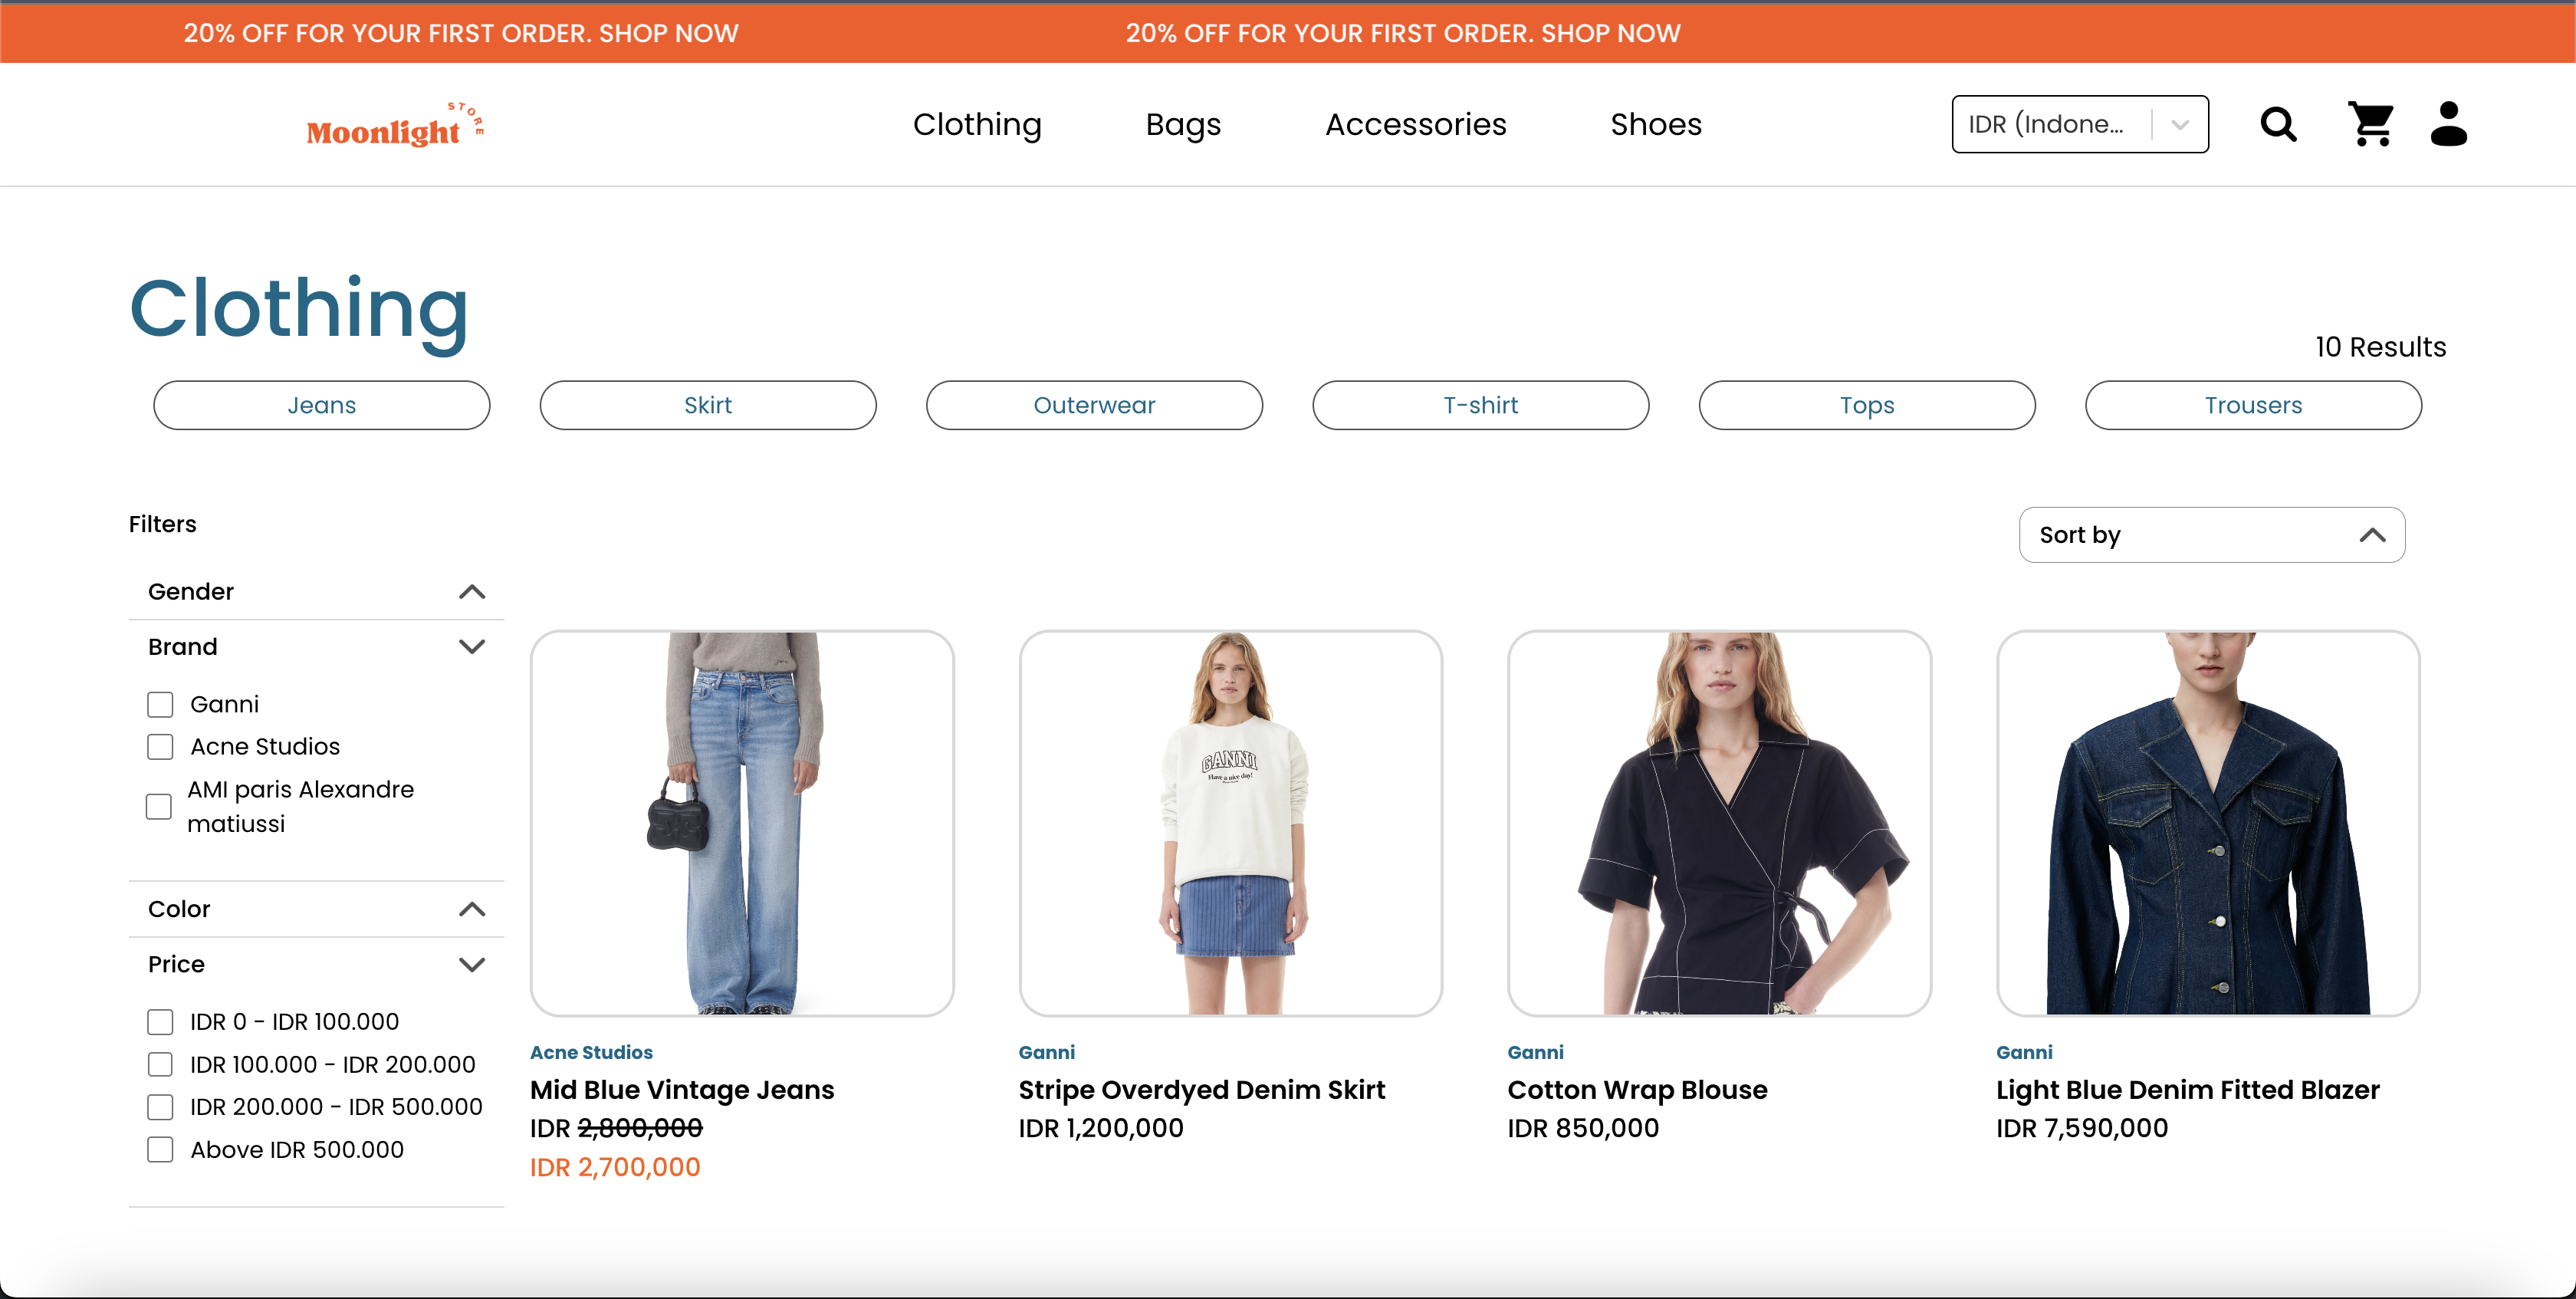 20% OFF FOR YOUR FIRST ORDER. SHOP NOW
20% OFF FOR YOUR FIRST ORDER. SHOP NOW
Moonlight STORE
Clothing
Bags
Accessories
Shoes
IDR (Indone...
Clothing
10 Results
Jeans
Skirt
Outerwear
T-shirt
Tops
Trousers
Filters
Sort by
Gender
Brand
Ganni
Acne Studios
AMI paris Alexandre
matiussi
Color
Price
IDR 0 - IDR 100.000
IDR 100.000 - IDR 200.000
IDR 200.000 - IDR 500.000
Above IDR 500.000
GANNI
Have a nice day!
Acne Studios
Mid Blue Vintage Jeans
IDR 2,800,000
IDR 2,700,000
Ganni
Stripe Overdyed Denim Skirt
IDR 1,200,000
Ganni
Cotton Wrap Blouse
IDR 850,000
Ganni
Light Blue Denim Fitted Blazer
IDR 7,590,000